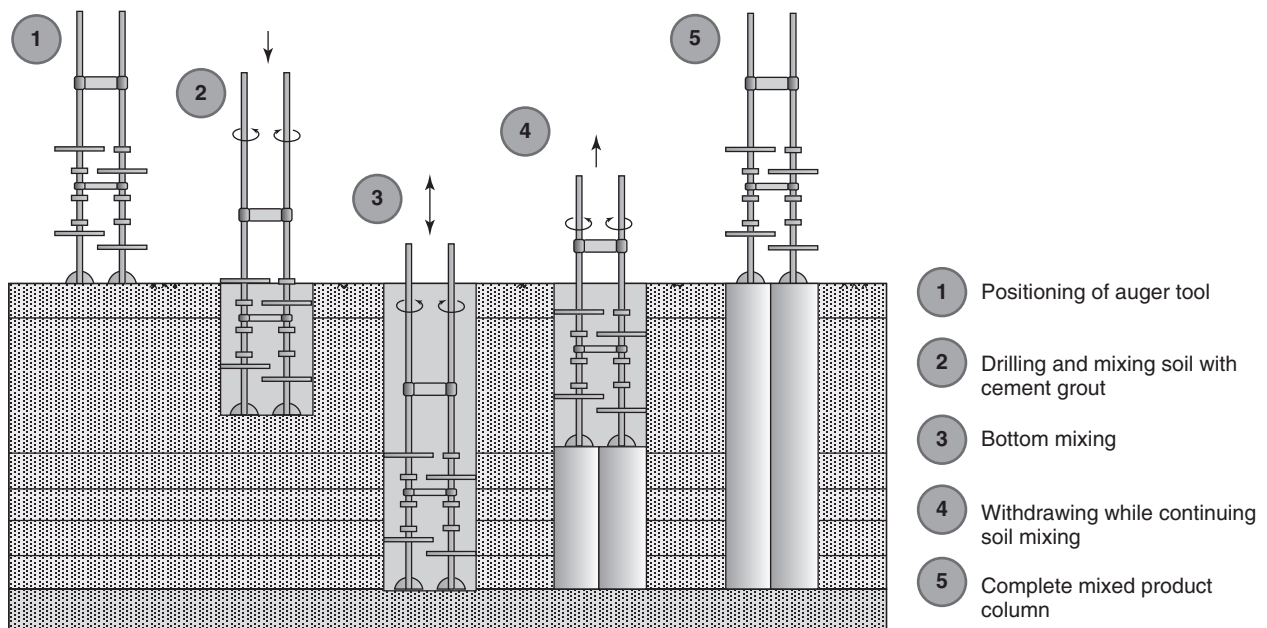 1
2
3
4
5
1 Positioning of auger tool
2 Drilling and mixing soil with
cement grout
3 Bottom mixing
4 Withdrawing while continuing
soil mixing
5 Complete mixed product
column